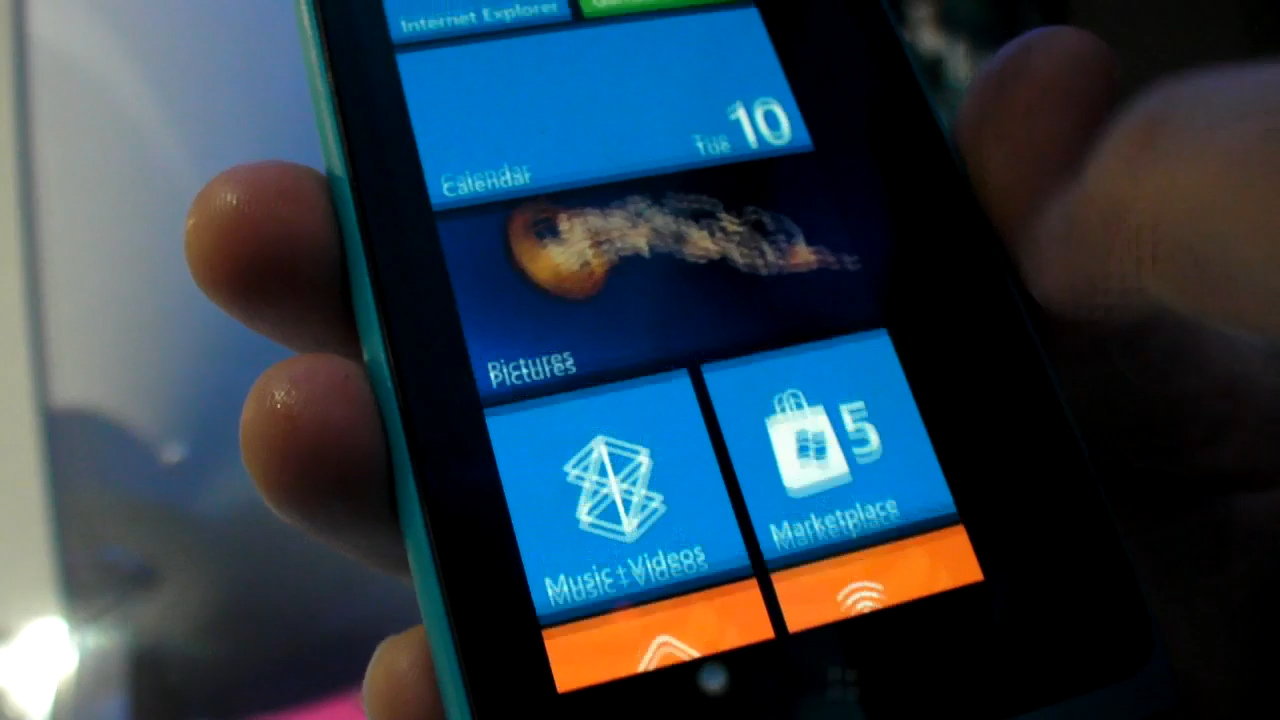 Internet Explorer
10
Tue
Calendar
Pictures
5
Marketplace
Music+Videos